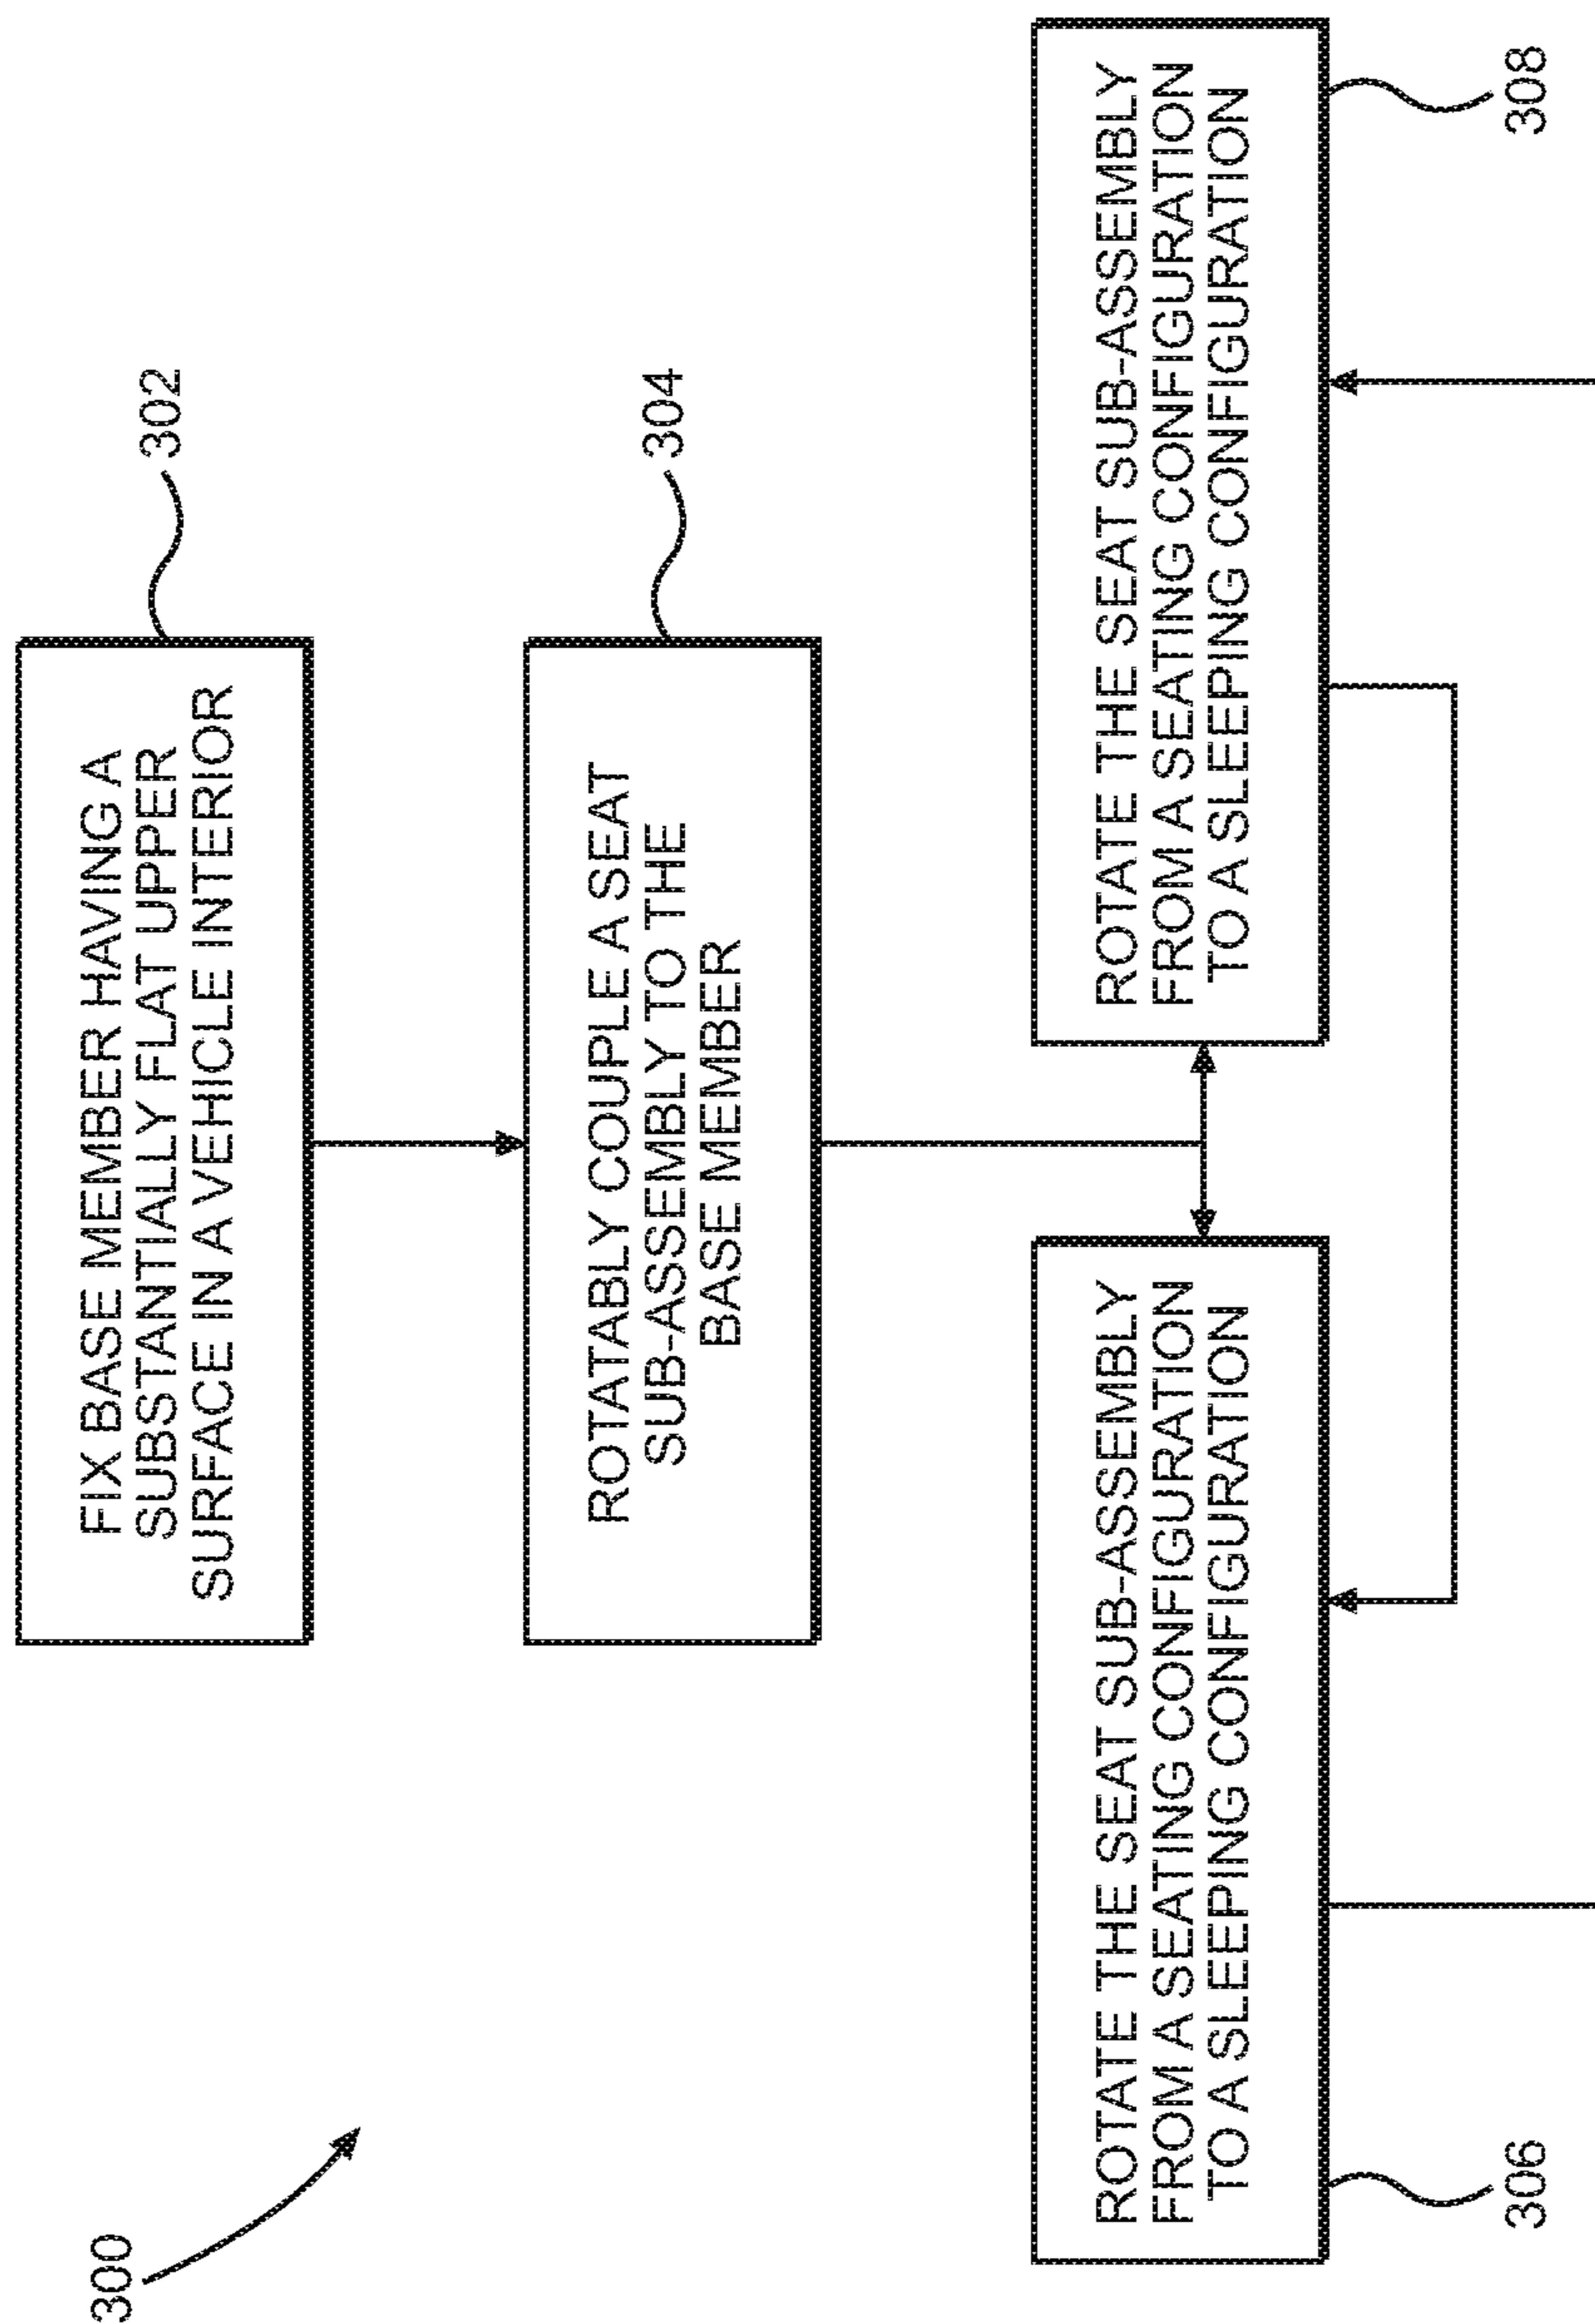 300
FIX BASE MEMBER HAVING A
SUBSTANTIALLY FLAT UPPER
SURFACE IN A VEHICLE INTERIOR
302
ROTATABLY COUPLE A SEAT
SUB-ASSEMBLY TO THE
BASE MEMBER
304
ROTATE THE SEAT SUB-ASSEMBLY
FROM A SEATING CONFIGURATION
TO A SLEEPING CONFIGURATION
306
ROTATE THE SEAT SUB-ASSEMBLY
FROM A SEATING CONFIGURATION
TO A SLEEPING CONFIGURATION
308